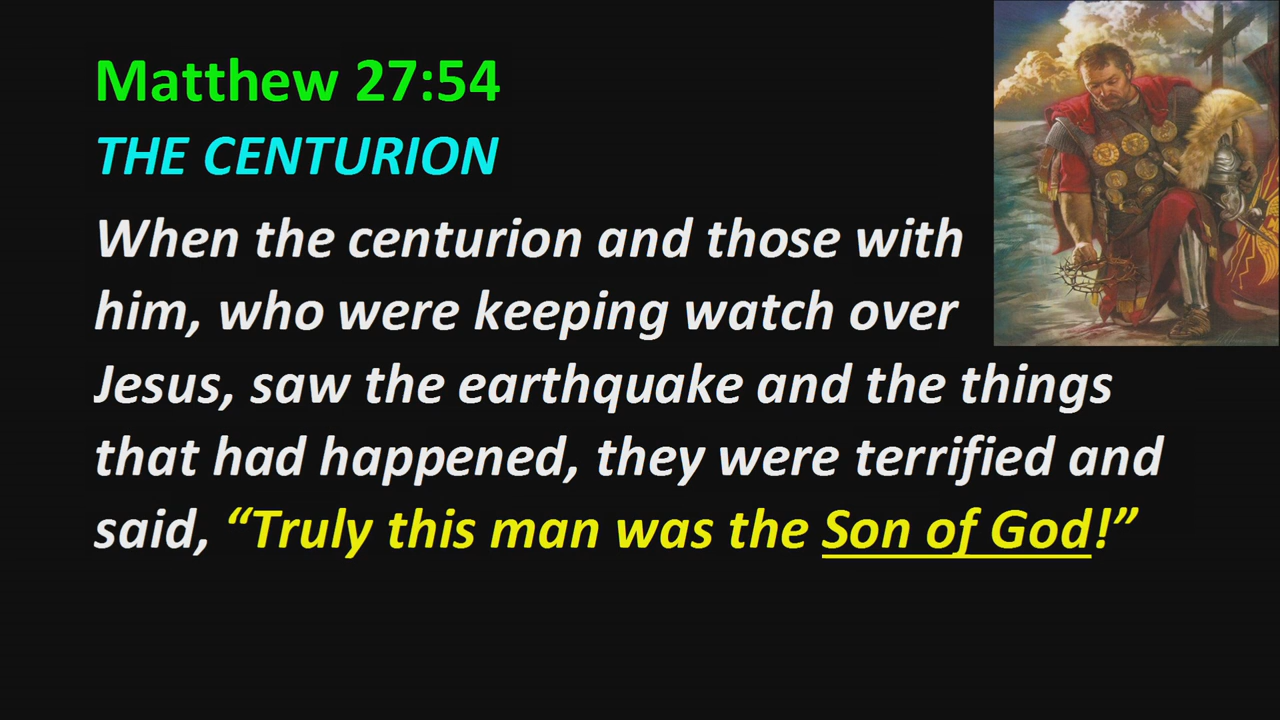 Matthew 27:54
THE CENTURION
When the centurion and those with
him, who were keeping watch over
Jesus, saw the earthquake and the things
that had happened, they were terrified and
said, “Truly this man was the Son of God!”